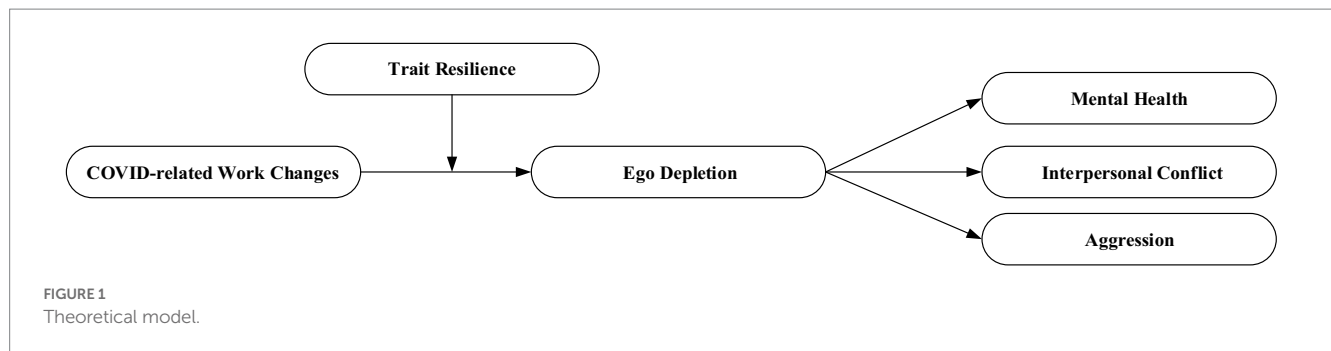 Trait Resilience
Mental Health
COVID-related Work Changes
Ego Depletion
Interpersonal Conflict
Aggression
FIGURE 1
Theoretical model.